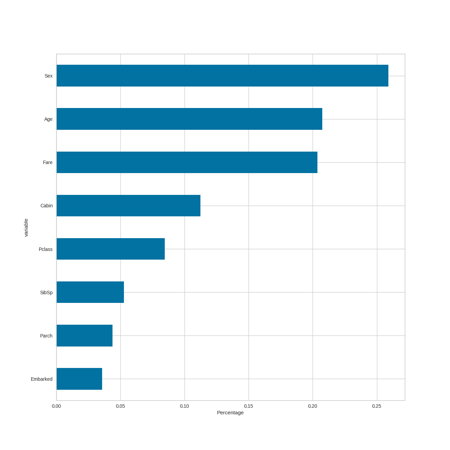 Sex
Age
Fare
Cabin
Pclass
SibSp
Parch
Embarked
variable
0.00 0.05 0.10 0.15 0.20 0.25
Percentage